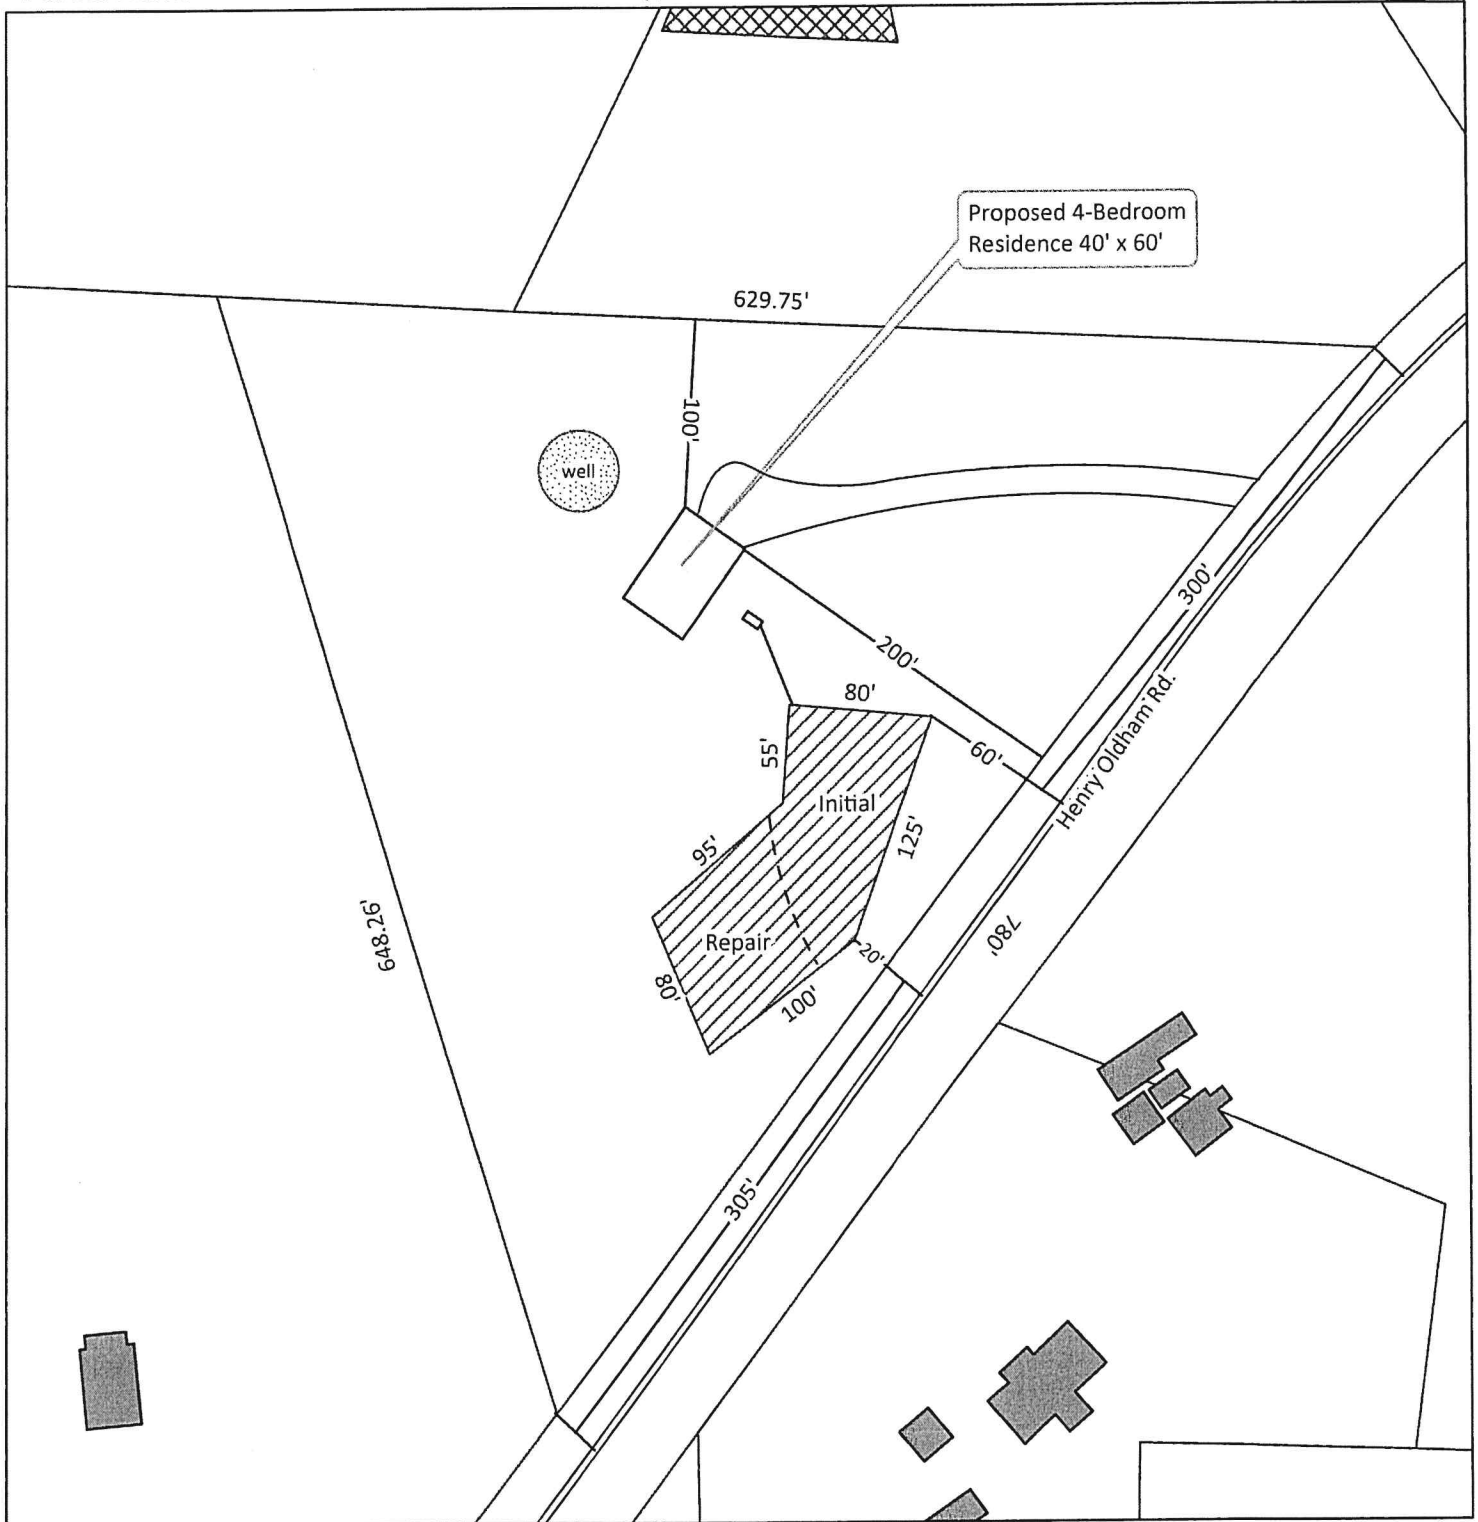 Proposed 4-Bedroom
Residence 40' x 60'
629.75'
100'
well
300'
200'
80'
60'
Henry Oldham Rd.
55'
Initial
125'
95'
648.26'
Repair
20'
780'
80'
100'
305'